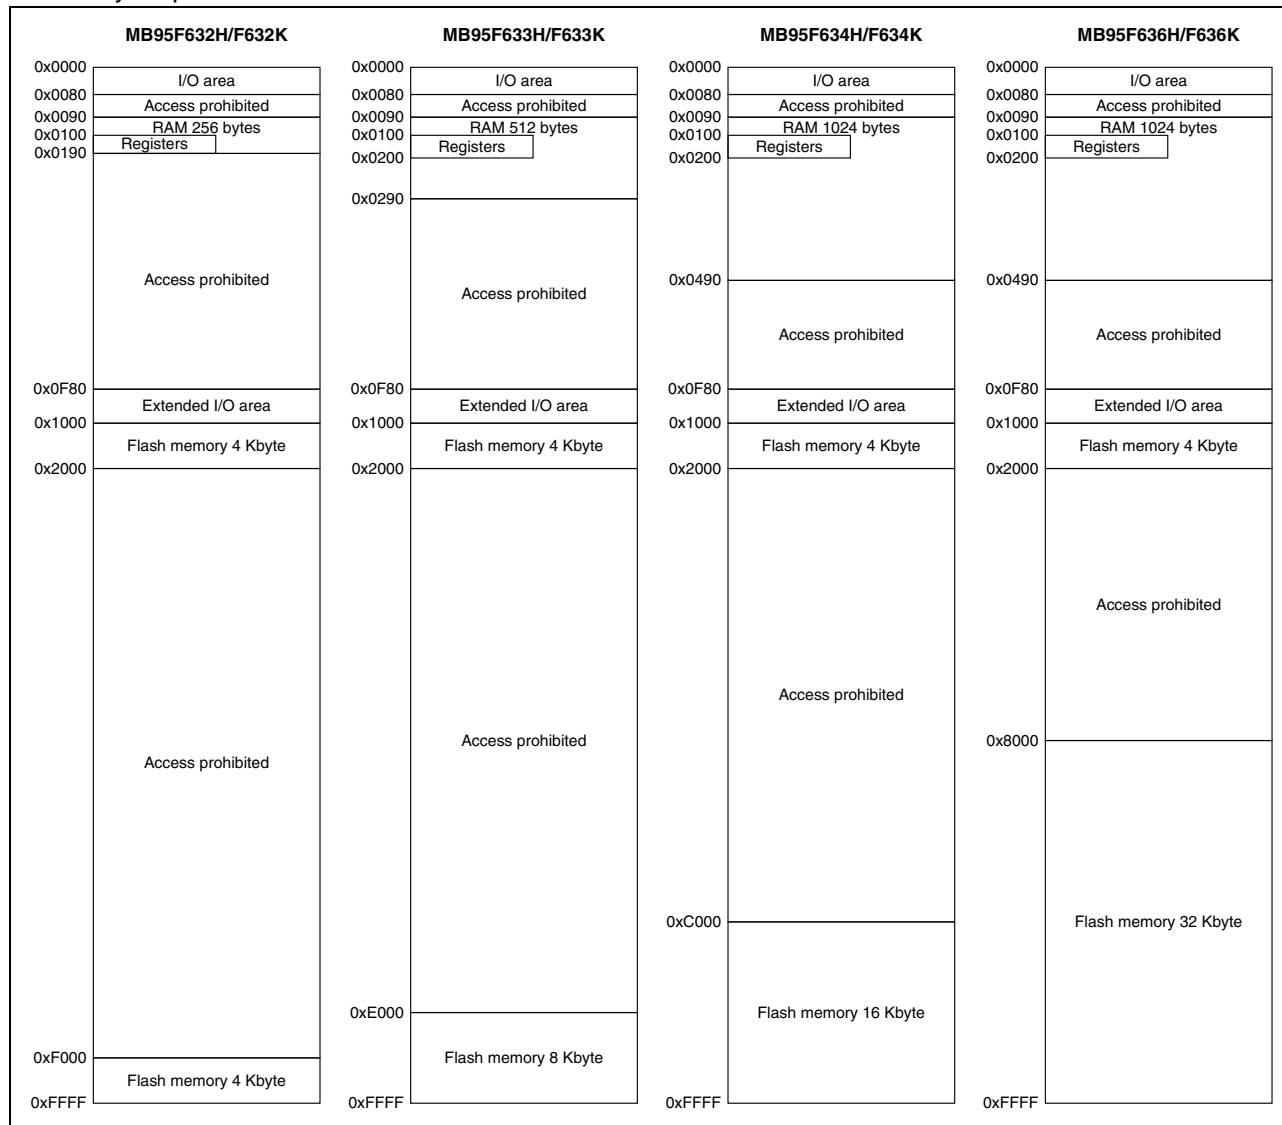 MB95F632H/F632K
0x0000
I/O area
0x0080
Access prohibited
0x0090
RAM 256 bytes
0x0100
Registers
0x0190
Access prohibited
0x0F80
Extended I/O area
0x1000
Flash memory 4 Kbyte
0x2000
Access prohibited
0xF000
Flash memory 4 Kbyte
0xFFFF
MB95F633H/F633K
0x0000
I/O area
0x0080
Access prohibited
0x0090
RAM 512 bytes
0x0100
Registers
0x0200
0x0290
Access prohibited
0x0F80
Extended I/O area
0x1000
Flash memory 4 Kbyte
0x2000
Access prohibited
0xE000
Flash memory 8 Kbyte
0xFFFF
MB95F634H/F634K
0x0000
I/O area
0x0080
Access prohibited
0x0090
RAM 1024 bytes
0x0100
Registers
0x0200
0x0490
Access prohibited
0x0F80
Extended I/O area
0x1000
Flash memory 4 Kbyte
0x2000
Access prohibited
0xC000
Flash memory 16 Kbyte
0xFFFF
MB95F636H/F636K
0x0000
I/O area
0x0080
Access prohibited
0x0090
RAM 1024 bytes
0x0100
Registers
0x0200
0x0490
Access prohibited
0x0F80
Extended I/O area
0x1000
Flash memory 4 Kbyte
0x2000
Access prohibited
0x8000
Flash memory 32 Kbyte
0xFFFF